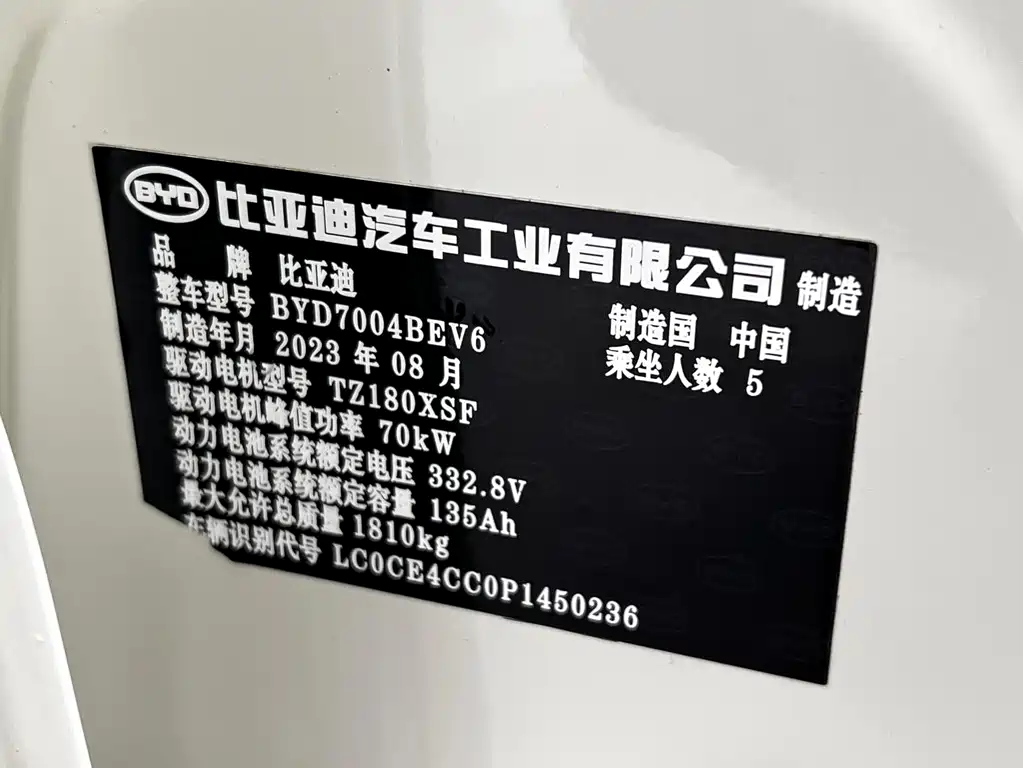 BYD 比亚迪汽车工业有限公司 制造
品 牌 比亚迪
制造国 中国
整车型号 BYD7004BEV6
乘坐人数 5
制造年月 2023 年 08 月
驱动电机型号 TZ180XSF
驱动电机峰值功率 70kW
动力电池系统额定电压 332.8V
动力电池系统额定容量 135Ah
最大允许总质量 1810kg
车辆识别代号 LC0CE4CC0P1450236